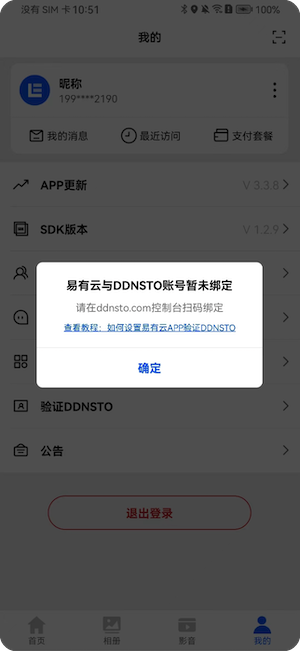 没有 SIM 卡 10:51
100%
我的
昵称
199****2190
我的消息
最近访问
支付套餐
APP更新
V 3.3.8
SDK版本
V 1.2.9
易有云与DDNSTO账号暂未绑定
请在ddnsto.com控制台扫码绑定
查看教程：如何设置易有云APP验证DDNSTO
确定
验证DDNSTO
公告
退出登录
首页
相册
影音
我的